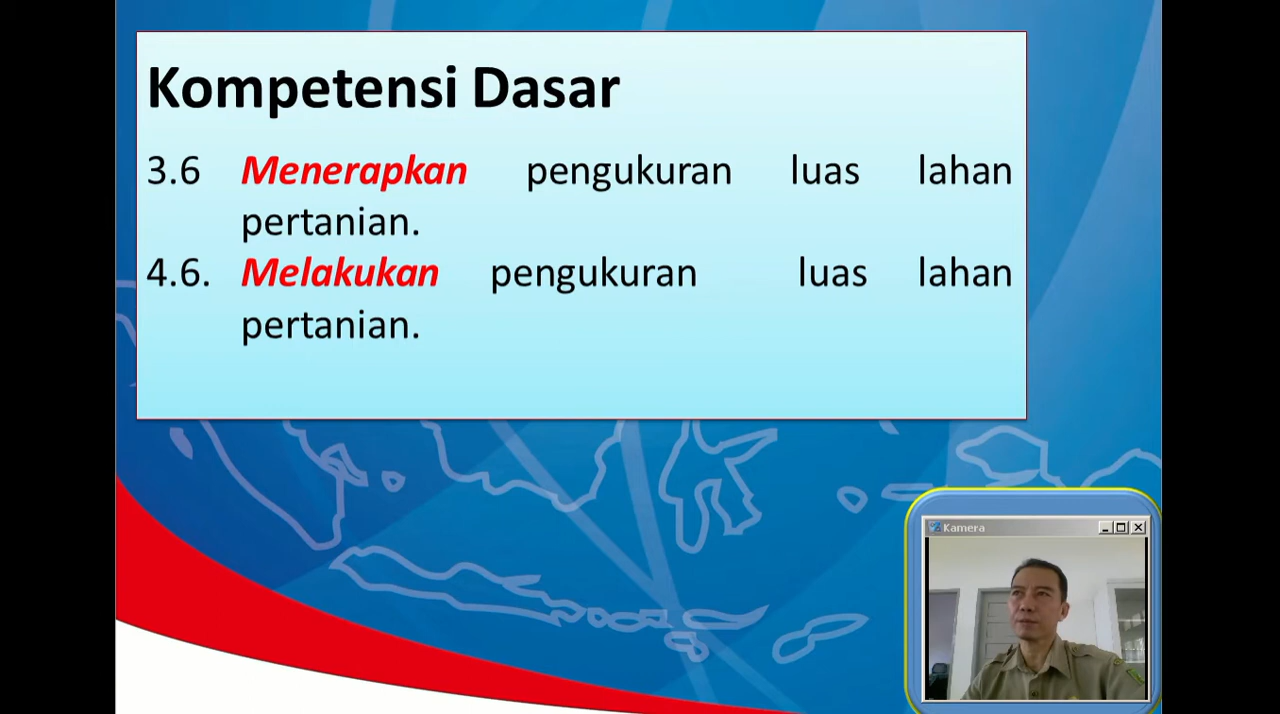 Kompetensi Dasar
3.6 Menerapkan pengukuran luas lahan
pertanian.
4.6. Melakukan pengukuran luas lahan
pertanian.
Kamera